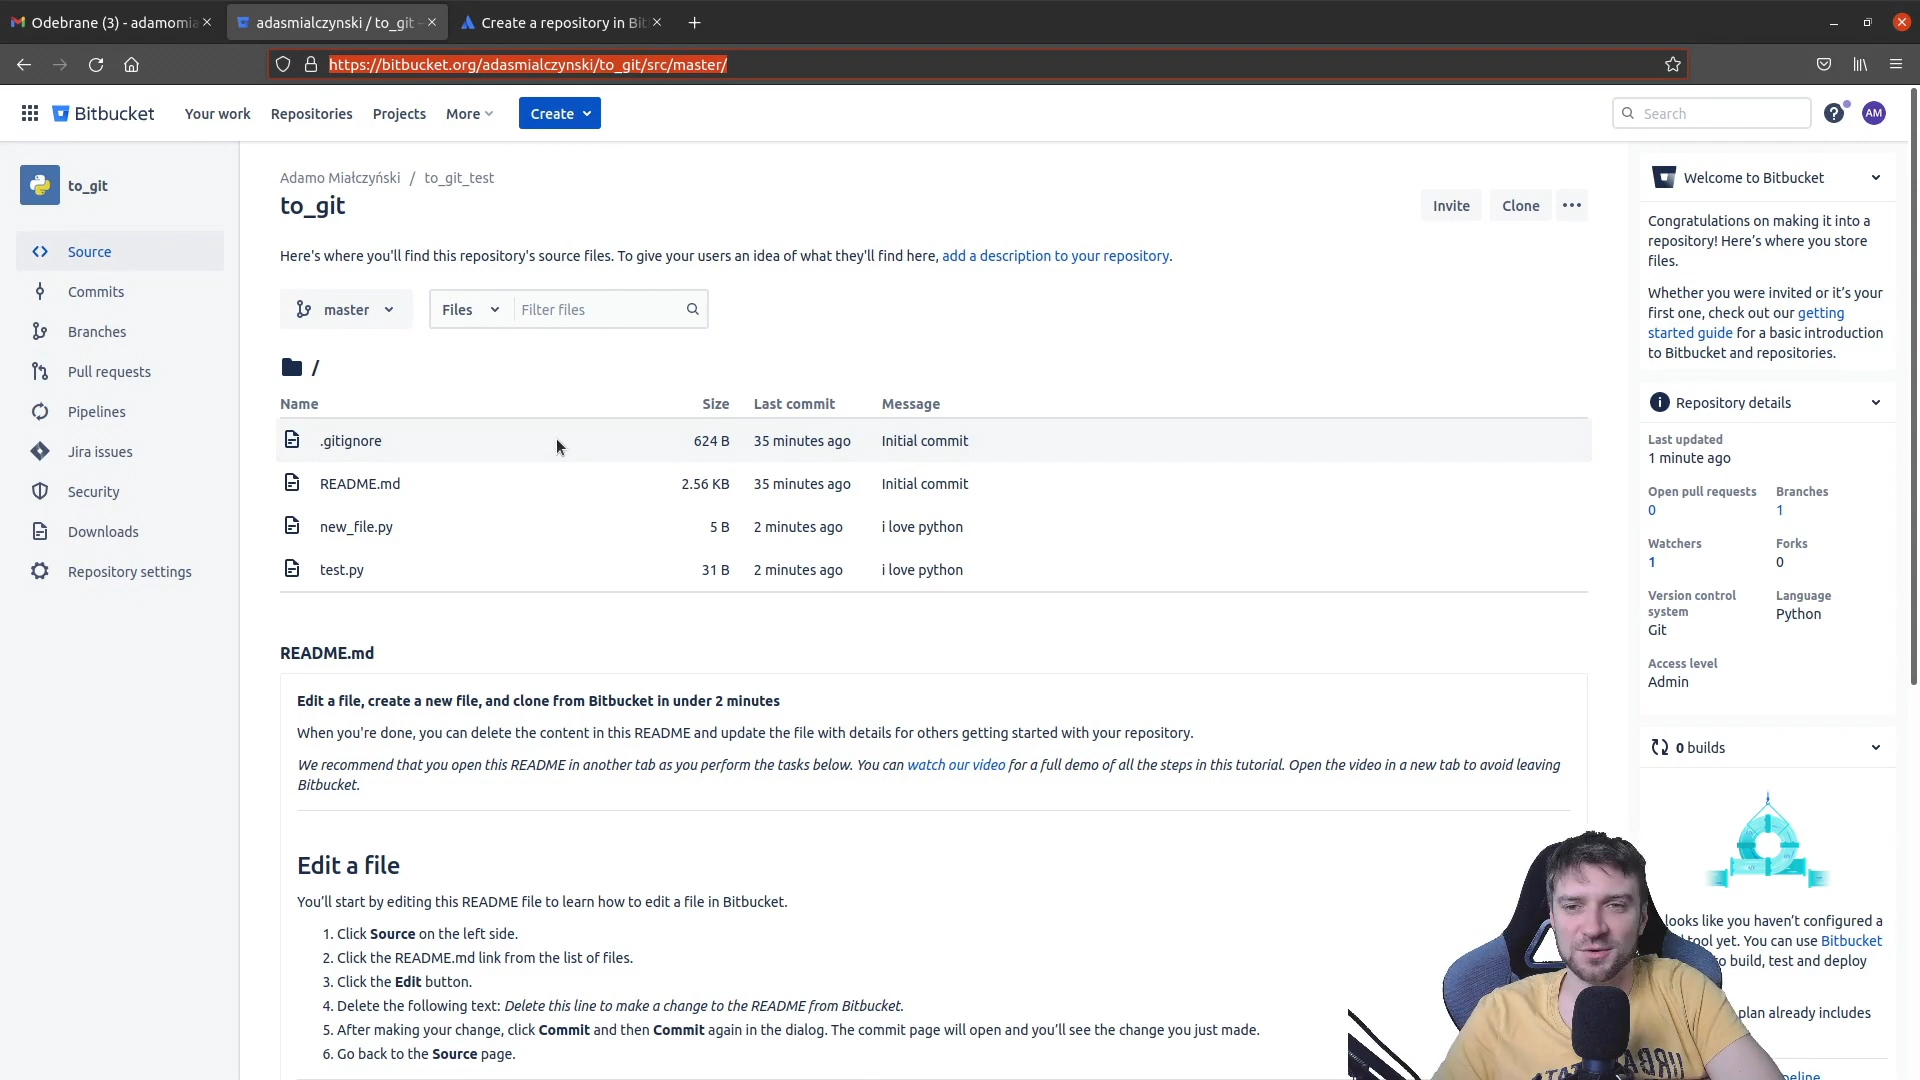 Odebrane (3) - adamomia
adasmialczynski / to_git
Create a repository in Bit
https://bitbucket.org/adasmialczynski/to_git/src/master/
Bitbucket
Your work
Repositories
Projects
More
Create
Search
AM
to_git
Source
Commits
Branches
Pull requests
Pipelines
Jira issues
Security
Downloads
Repository settings
Adamo Miałczyński / to_git_test
to_git
Invite
Clone
Here's where you'll find this repository's source files. To give your users an idea of what they'll find here, add a description to your repository.
master
Files
Filter files
/
Name Size Last commit Message
.gitignore 624 B 35 minutes ago Initial commit
README.md 2.56 KB 35 minutes ago Initial commit
new_file.py 5 B 2 minutes ago i love python
test.py 31 B 2 minutes ago i love python
README.md
Edit a file, create a new file, and clone from Bitbucket in under 2 minutes
When you're done, you can delete the content in this README and update the file with details for others getting started with your repository.
We recommend that you open this README in another tab as you perform the tasks below. You can watch our video for a full demo of all the steps in this tutorial. Open the video in a new tab to avoid leaving
Bitbucket.
Edit a file
You'll start by editing this README file to learn how to edit a file in Bitbucket.
1. Click Source on the left side.
2. Click the README.md link from the list of files.
3. Click the Edit button.
4. Delete the following text: Delete this line to make a change to the README from Bitbucket.
5. After making your change, click Commit and then Commit again in the dialog. The commit page will open and you'll see the change you just made.
6. Go back to the Source page.
Welcome to Bitbucket
Congratulations on making it into a
repository! Here's where you store
files.
Whether you were invited or it's your
first one, check out our getting
started guide for a basic introduction
to Bitbucket and repositories.
Repository details
Last updated
1 minute ago
Open pull requests Branches
0 1
Watchers Forks
1 0
Version control Language
system Python
Git
Access level
Admin
0 builds
looks like you haven't configured a
tool yet. You can use Bitbucket
to build, test and deploy
plan already includes